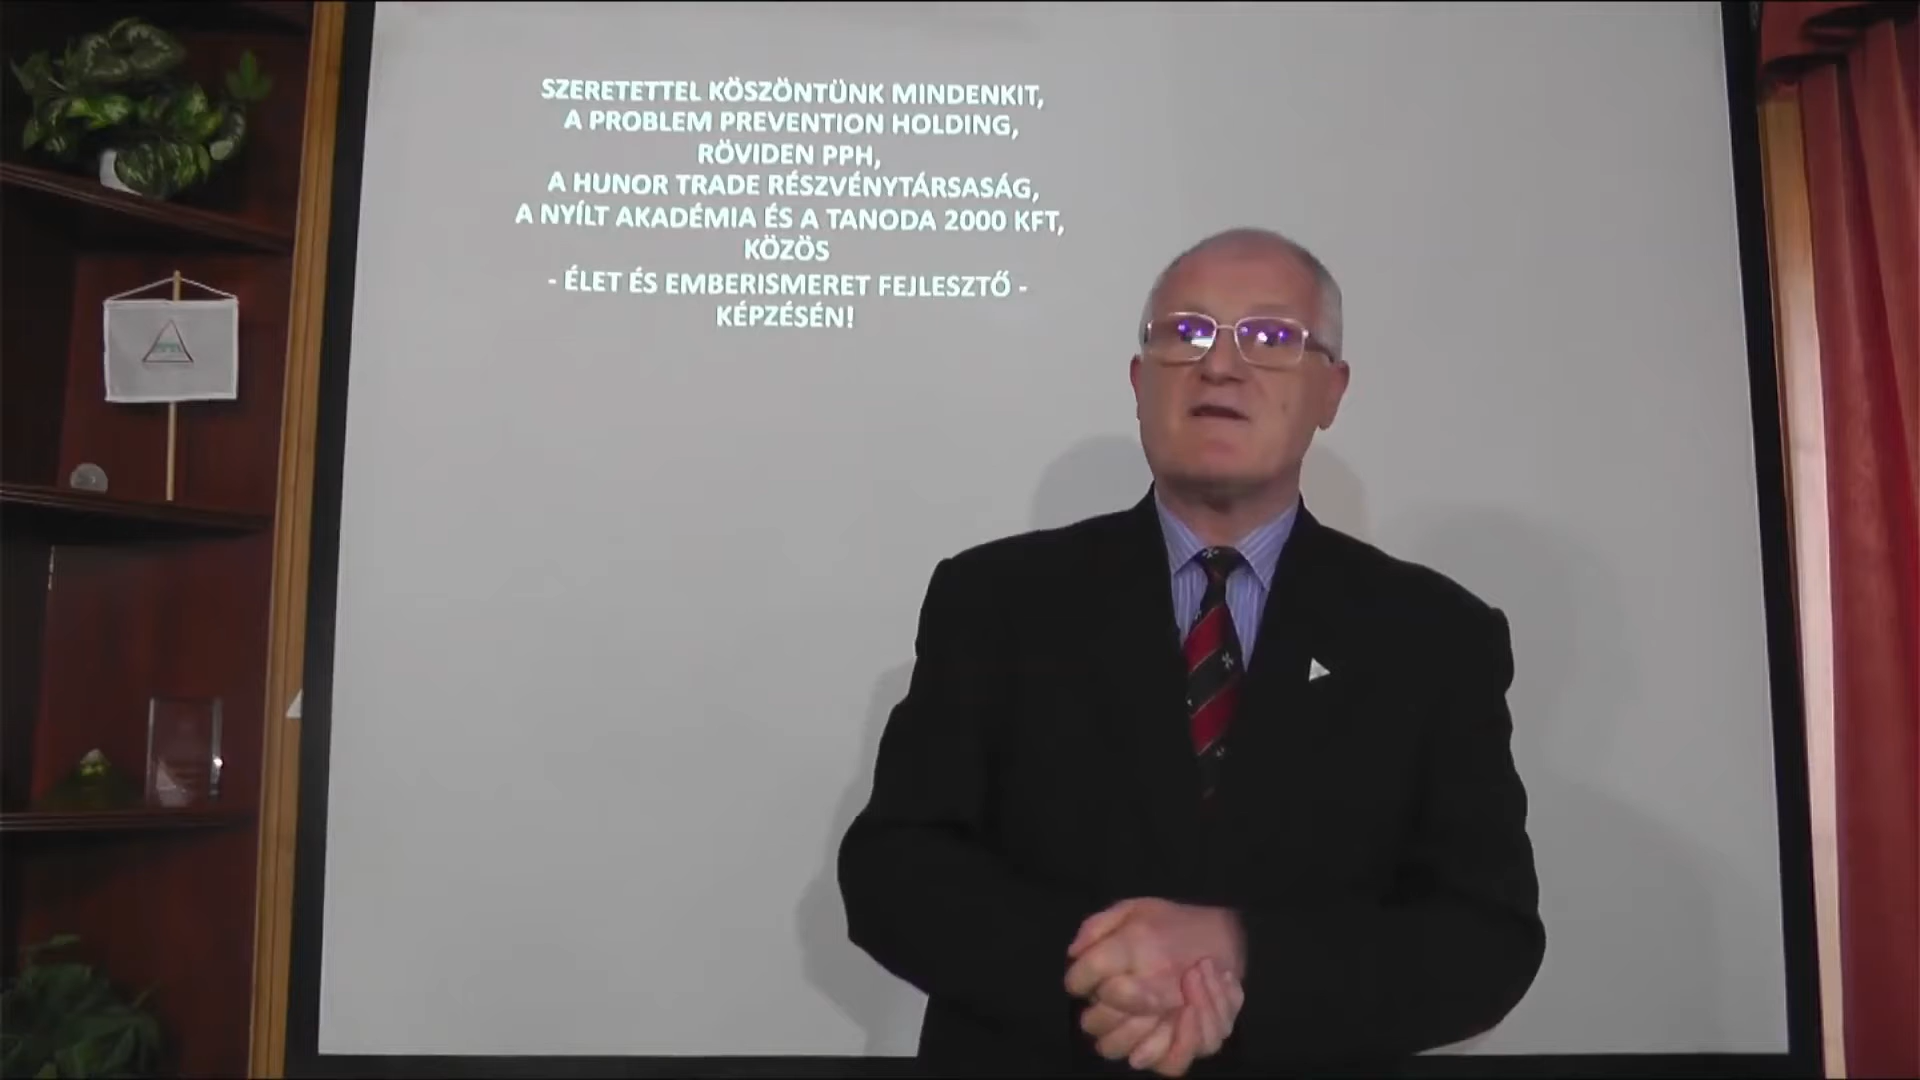 SZERETETTEL KÖSZÖNTÜNK MINDENKIT,
A PROBLEM PREVENTION HOLDING,
RÖVIDEN PPH,
A HUNOR TRADE RÉSZVÉNYTÁRSASÁG,
A NYÍLT AKADÉMIA ÉS A TANODA 2000 KFT,
KÖZÖS
- ÉLET ÉS EMBERISMERET FEJLESZTŐ -
KÉPZÉSÉN!